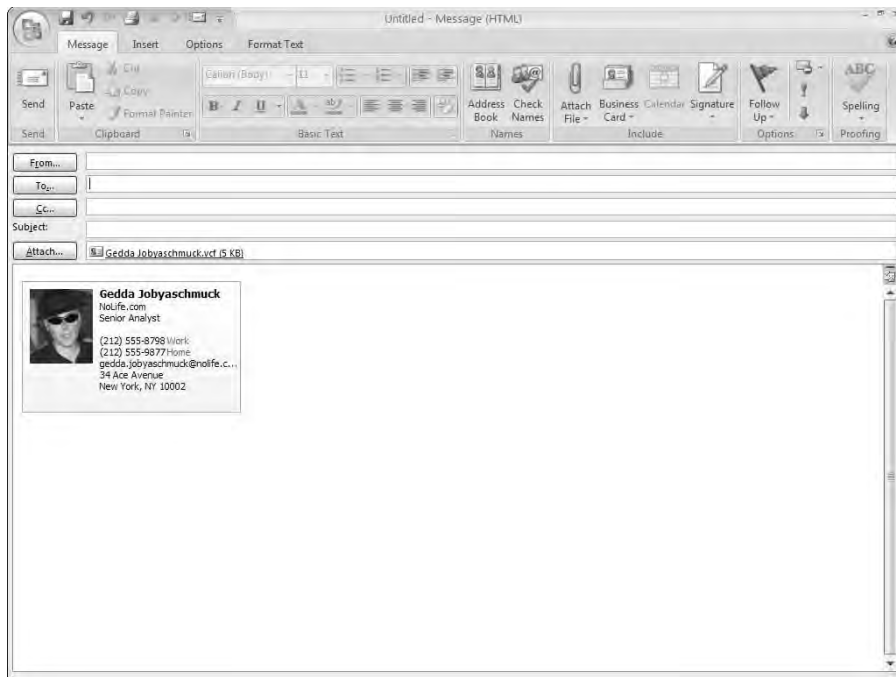 Untitled - Message (HTML)
Message Insert Options Format Text
Send
Paste
Cut
Copy
Format Painter
Calibri (Body) 11
B I U
Address Book
Check Names
Attach File
Business Card
Calendar
Signature
Follow Up
ABC
Spelling
Send Clipboard Basic Text Names Include Options Proofing
From...
To...
Cc...
Subject:
Attach... Gedda Jobyaschmuck.vcf (5 KB)
Gedda Jobyaschmuck
NoLife.com
Senior Analyst
(212) 555-8798 Work
(212) 555-9877 Home
gedda.jobyaschmuck@nolife.c...
34 Ace Avenue
New York, NY 10002